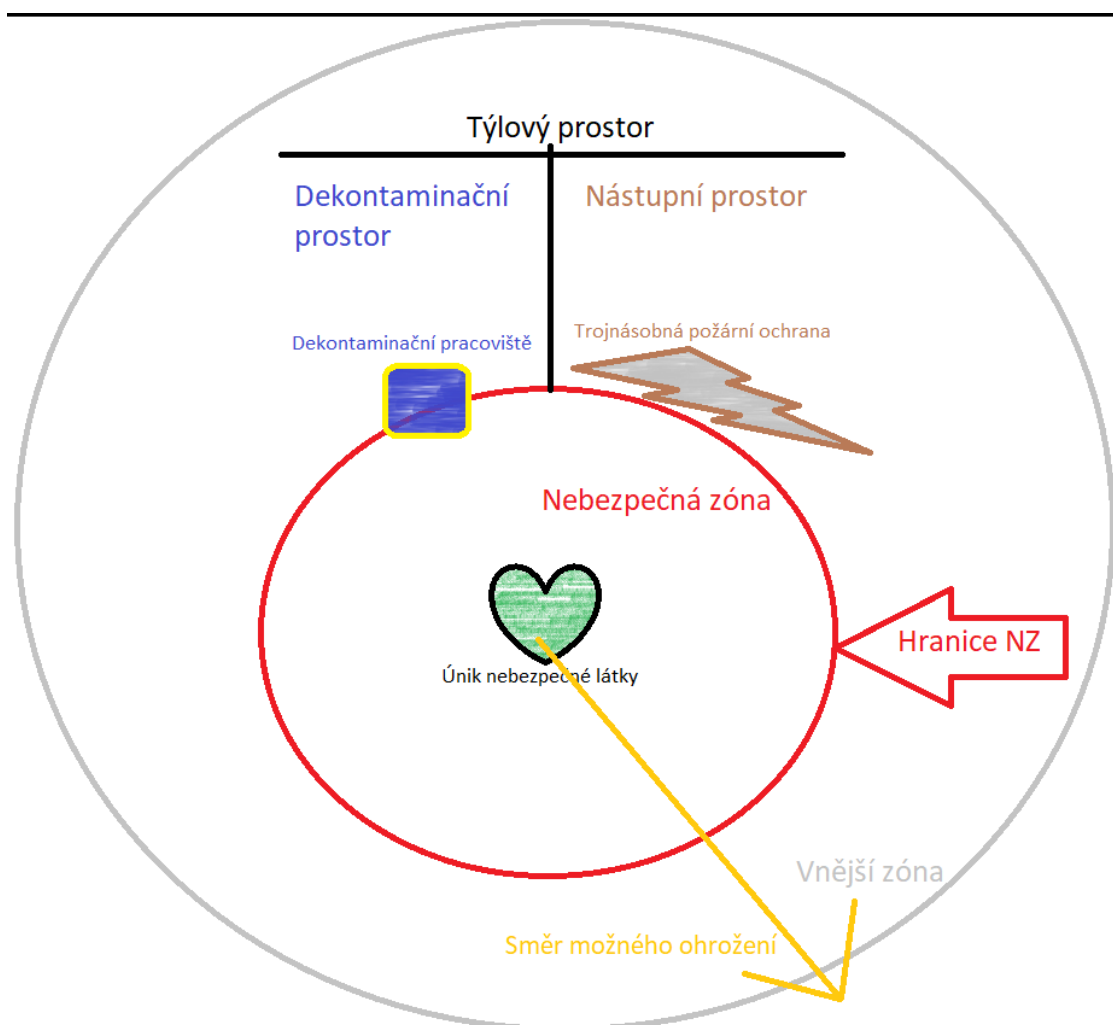 Týlový prostor
Dekontaminační
prostor
Nástupní prostor
Dekontaminační pracoviště
Trojnásobná požární ochrana
Nebezpečná zóna
Hranice NZ
Únik nebezpečné látky
Vnější zóna
Směr možného ohrožení